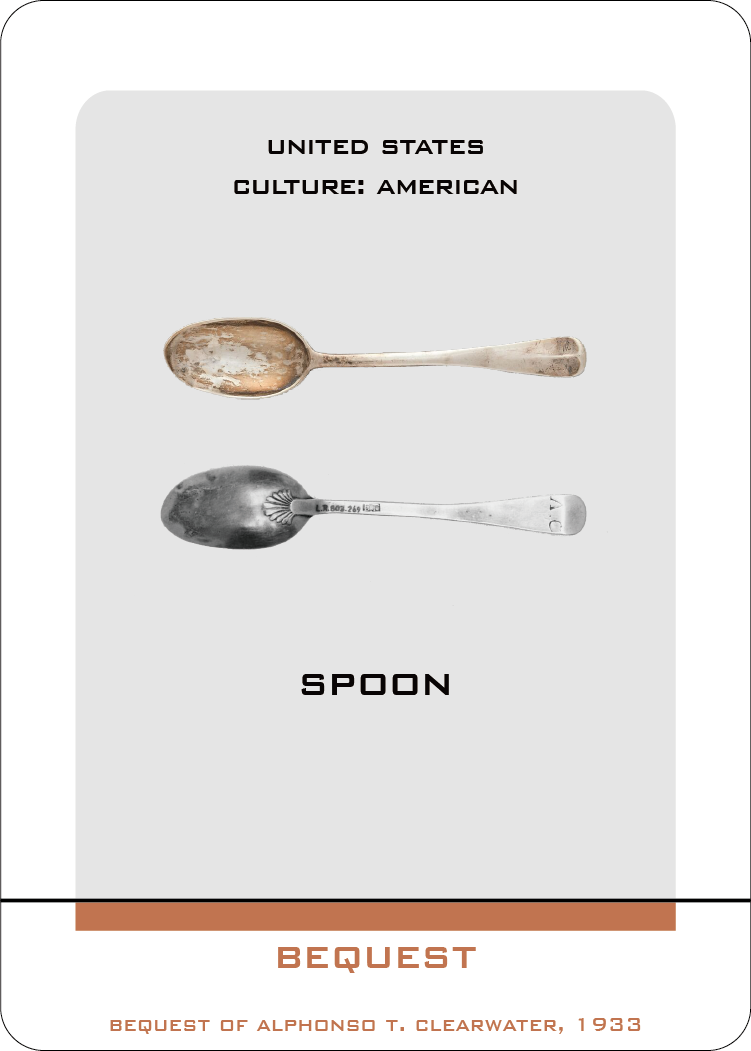 UNITED STATES
CULTURE: AMERICAN
A.C
SPOON
BEQUEST
BEQUEST OF ALPHONSO T. CLEARWATER, 1933